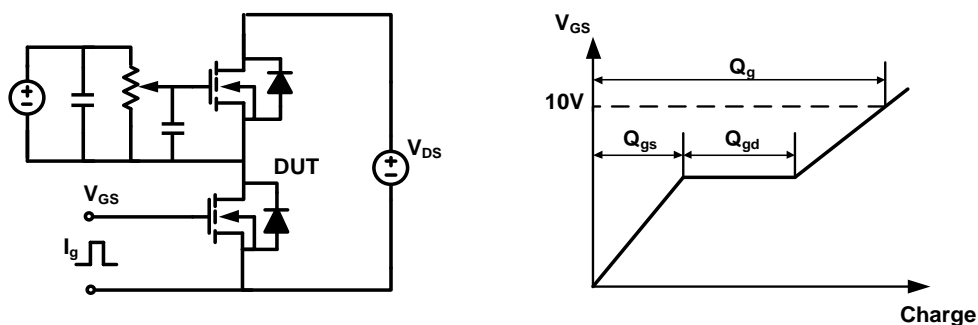 V_DS
DUT
V_GS
I_g
V_GS
Q_g
10V
Q_gs
Q_gd
Charge